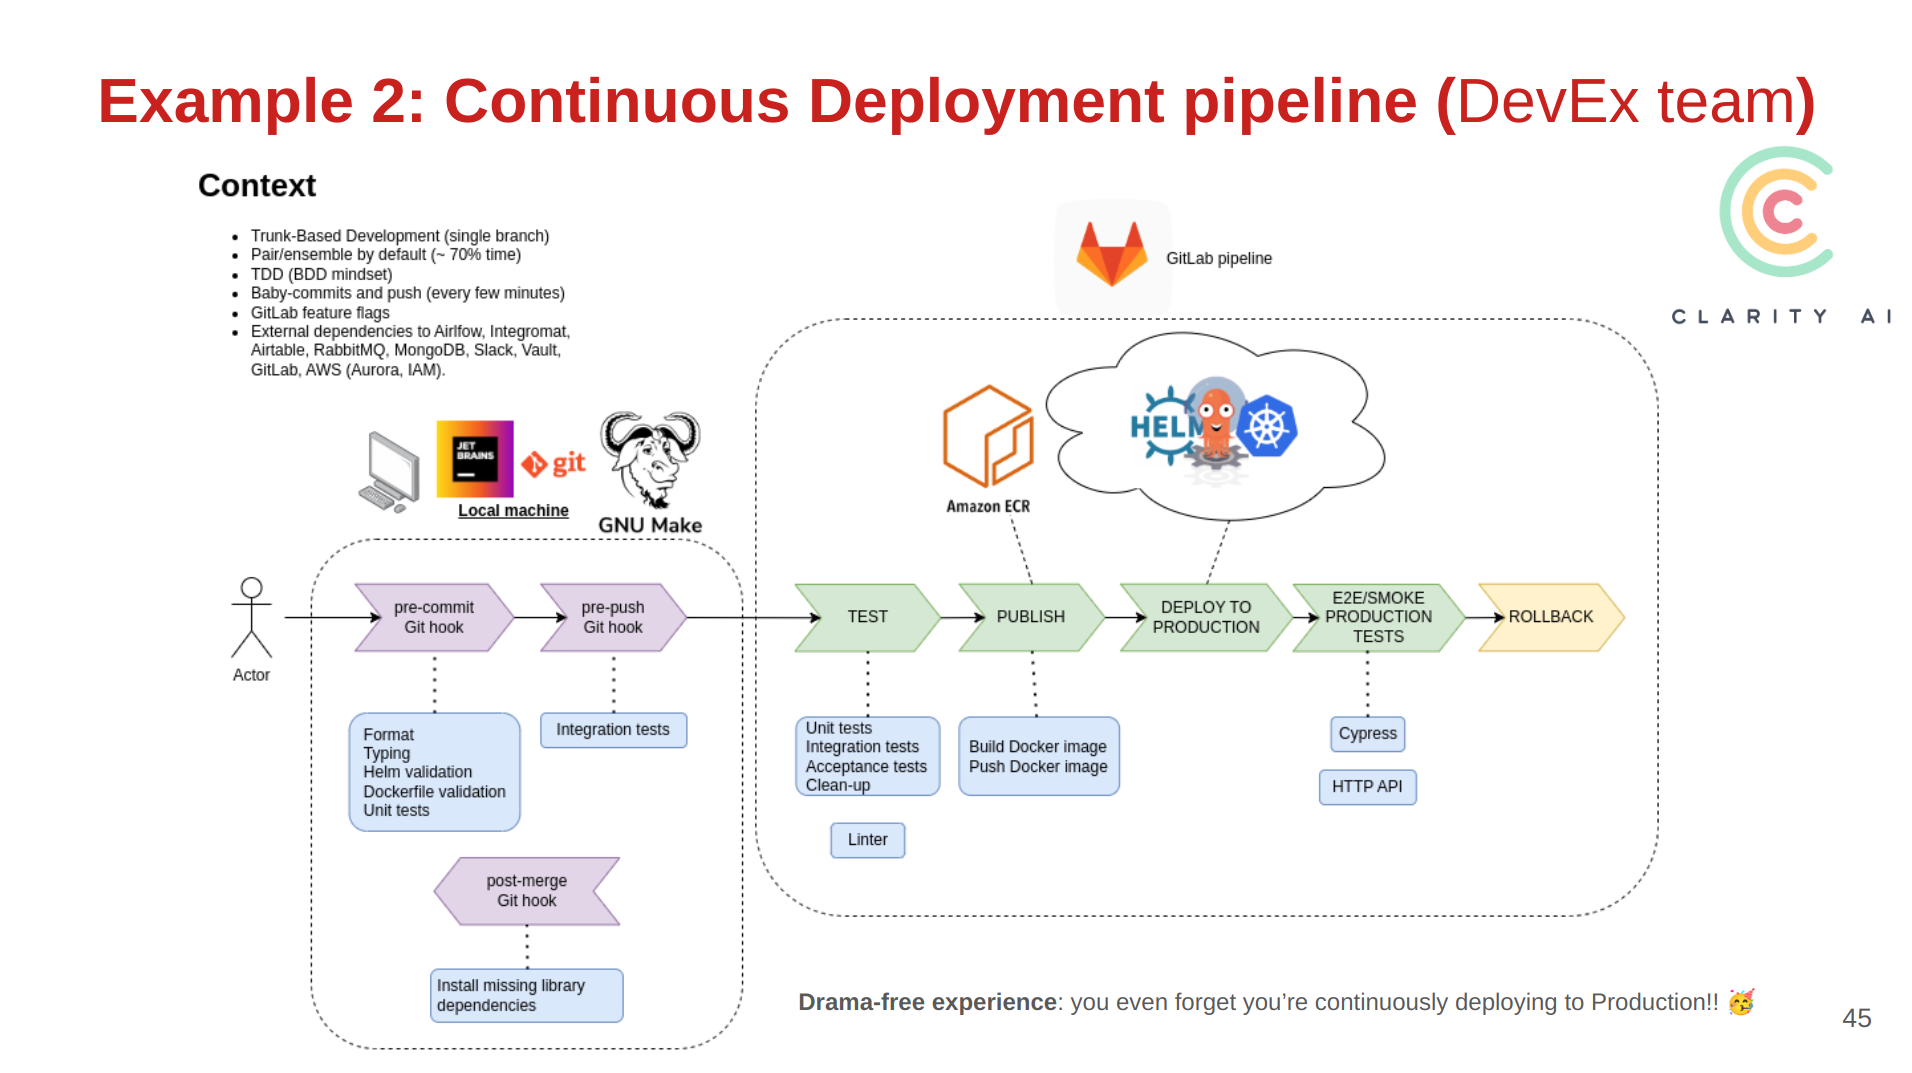 Example 2: Continuous Deployment pipeline (DevEx team)
Context
Trunk-Based Development (single branch)
Pair/ensemble by default (~ 70% time)
TDD (BDD mindset)
Baby-commits and push (every few minutes)
GitLab feature flags
External dependencies to Airlfow, Integromat,
Airtable, RabbitMQ, MongoDB, Slack, Vault,
GitLab, AWS (Aurora, IAM).
GitLab pipeline
CLARITY AI
JET
BRAINS
git
Local machine
GNU Make
Amazon ECR
HELM
Actor
pre-commit
Git hook
pre-push
Git hook
TEST
PUBLISH
DEPLOY TO
PRODUCTION
E2E/SMOKE
PRODUCTION
TESTS
ROLLBACK
Format
Typing
Helm validation
Dockerfile validation
Unit tests
Integration tests
Unit tests
Integration tests
Acceptance tests
Clean-up
Build Docker image
Push Docker image
Cypress
HTTP API
Linter
post-merge
Git hook
Install missing library
dependencies
Drama-free experience: you even forget you’re continuously deploying to Production!! 🥳
45